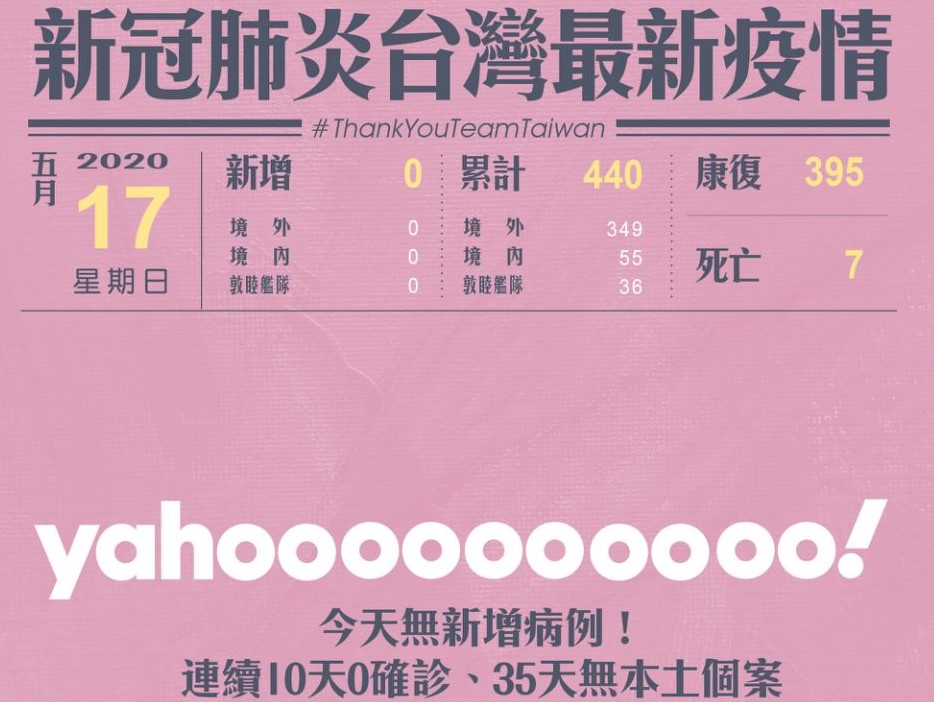 新冠肺炎台灣最新疫情
#ThankYouTeamTaiwan
五月 2020 17 星期日
新增 0
境外 0
境內 0
敦睦艦隊 0
累計 440
境外 349
境內 55
敦睦艦隊 36
康復 395
死亡 7
yahooooooooooo!
今天無新增病例！
連續10天0確診、35天無本土個案